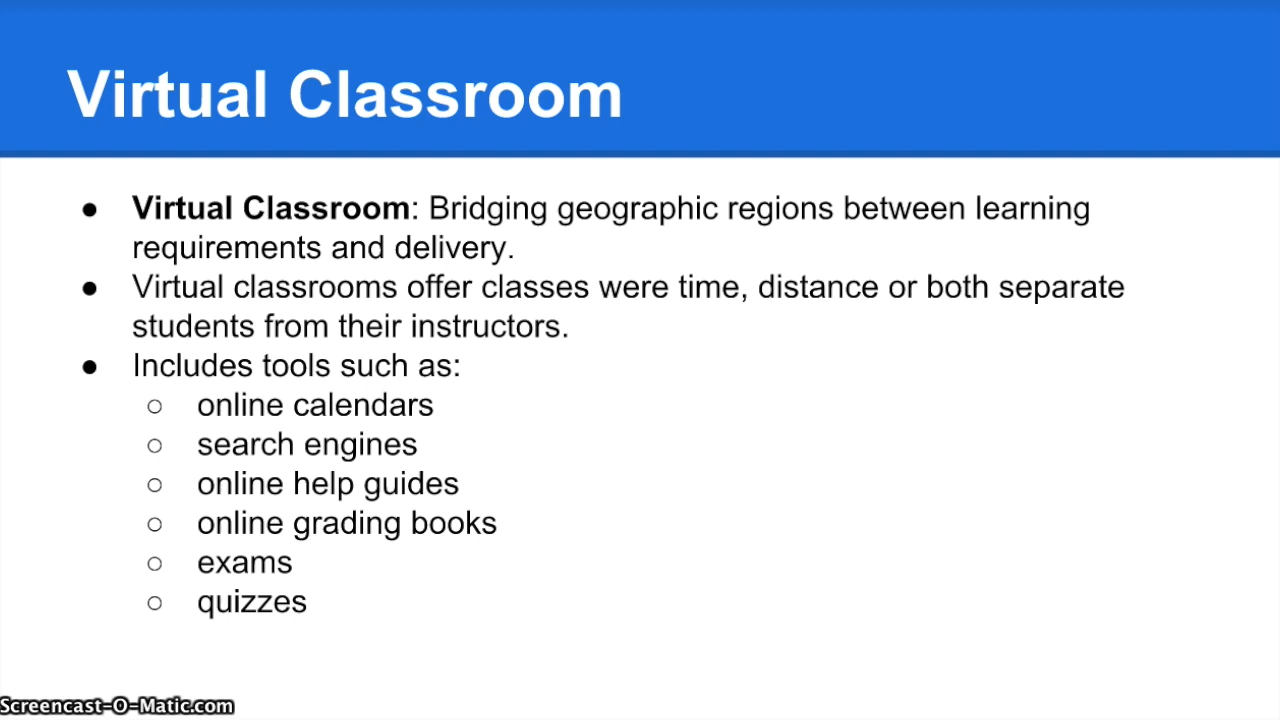 Virtual Classroom
● Virtual Classroom: Bridging geographic regions between learning
requirements and delivery.
● Virtual classrooms offer classes were time, distance or both separate
students from their instructors.
● Includes tools such as:
○ online calendars
○ search engines
○ online help guides
○ online grading books
○ exams
○ quizzes
Screencast-O-Matic.com